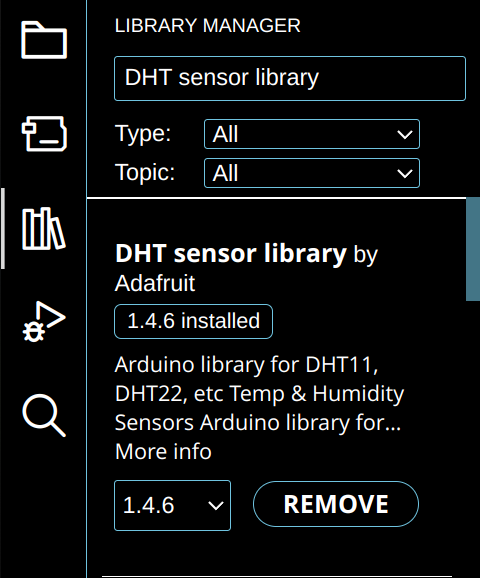 LIBRARY MANAGER
DHT sensor library
Type: All
Topic: All
DHT sensor library by
Adafruit
1.4.6 installed
Arduino library for DHT11,
DHT22, etc Temp & Humidity
Sensors Arduino library for...
More info
1.4.6 REMOVE